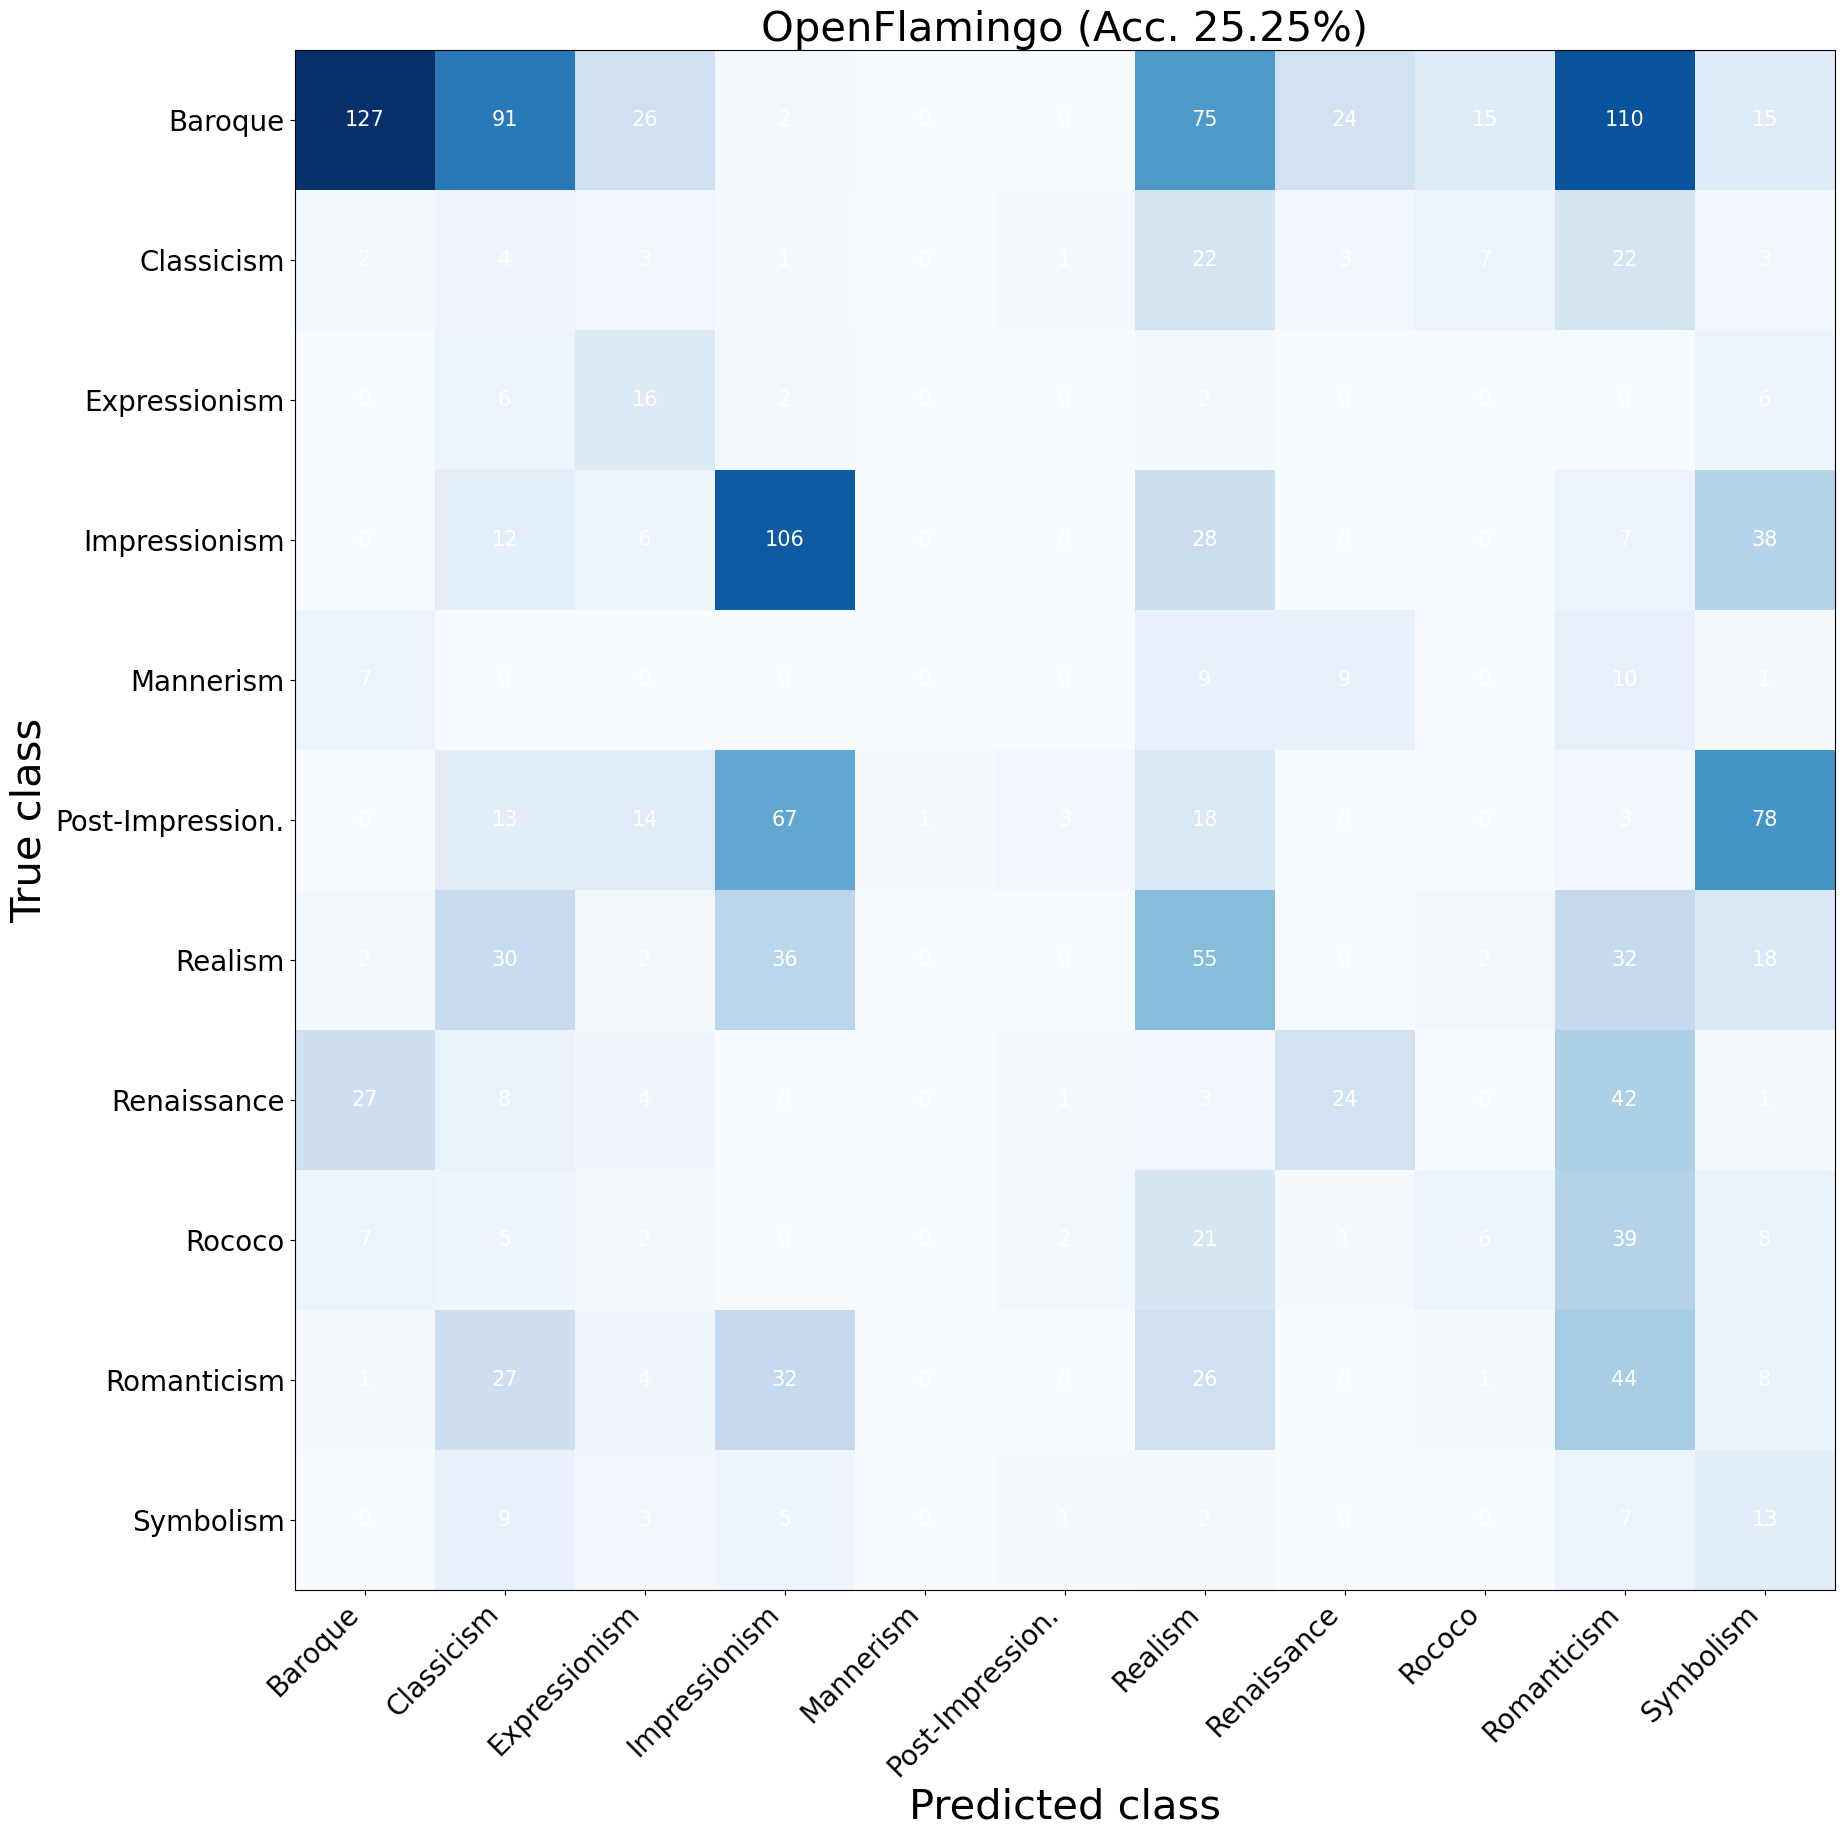 OpenFlamingo (Acc. 25.25%)
Baroque 127 91 26 2 0 0 75 24 15 110 15
Classicism 2 4 3 1 0 1 22 3 7 22 3
Expressionism 0 6 16 2 0 0 2 0 0 0 6
Impressionism 0 12 6 106 0 0 28 0 0 7 38
Mannerism 7 0 0 0 0 0 9 9 0 10 1
Post-Impression. 0 13 14 67 1 3 18 0 0 3 78
Realism 2 30 2 36 0 0 55 0 2 32 18
Renaissance 27 8 4 0 0 1 3 24 0 42 1
Rococo 7 5 2 0 0 2 21 1 6 39 8
Romanticism 1 27 4 32 0 0 26 0 1 44 8
Symbolism 0 9 3 5 0 1 2 0 0 7 13
True class
Baroque Classicism Expressionism Impressionism Mannerism Post-Impression. Realism Renaissance Rococo Romanticism Symbolism
Predicted class